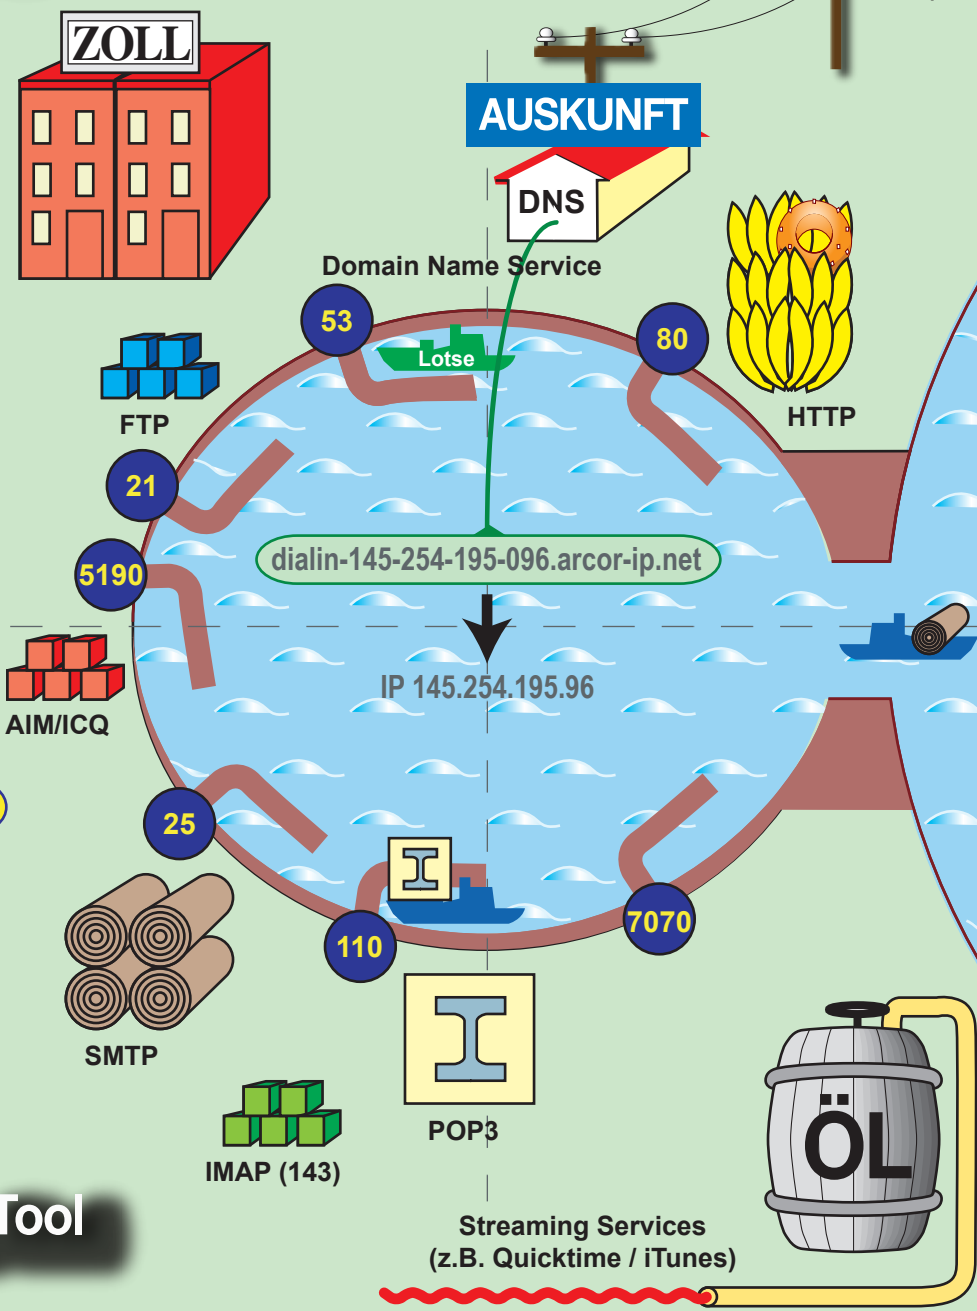 ZOLL
AUSKUNFT
DNS
Domain Name Service
53
Lotse
80
HTTP
FTP
21
5190
dialin-145-254-195-096.arcor-ip.net
IP 145.254.195.96
AIM/ICQ
25
110
7070
SMTP
POP3
IMAP (143)
ÖL
Tool
Streaming Services
(z.B. Quicktime / iTunes)